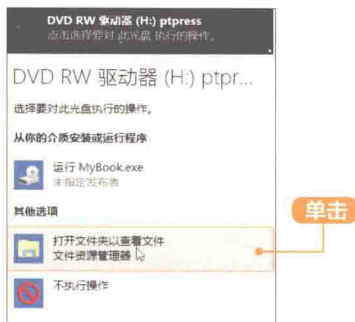 DVD RW 驱动器 (H:) ptpress
点击选择要对 此光盘 执行的操作。
DVD RW 驱动器 (H:) ptpr...
选择要对此光盘执行的操作。
从你的介质安装或运行程序
运行 MyBook.exe
未指定发布者
其他选项
打开文件夹以查看文件
文件资源管理器
单击
不执行操作